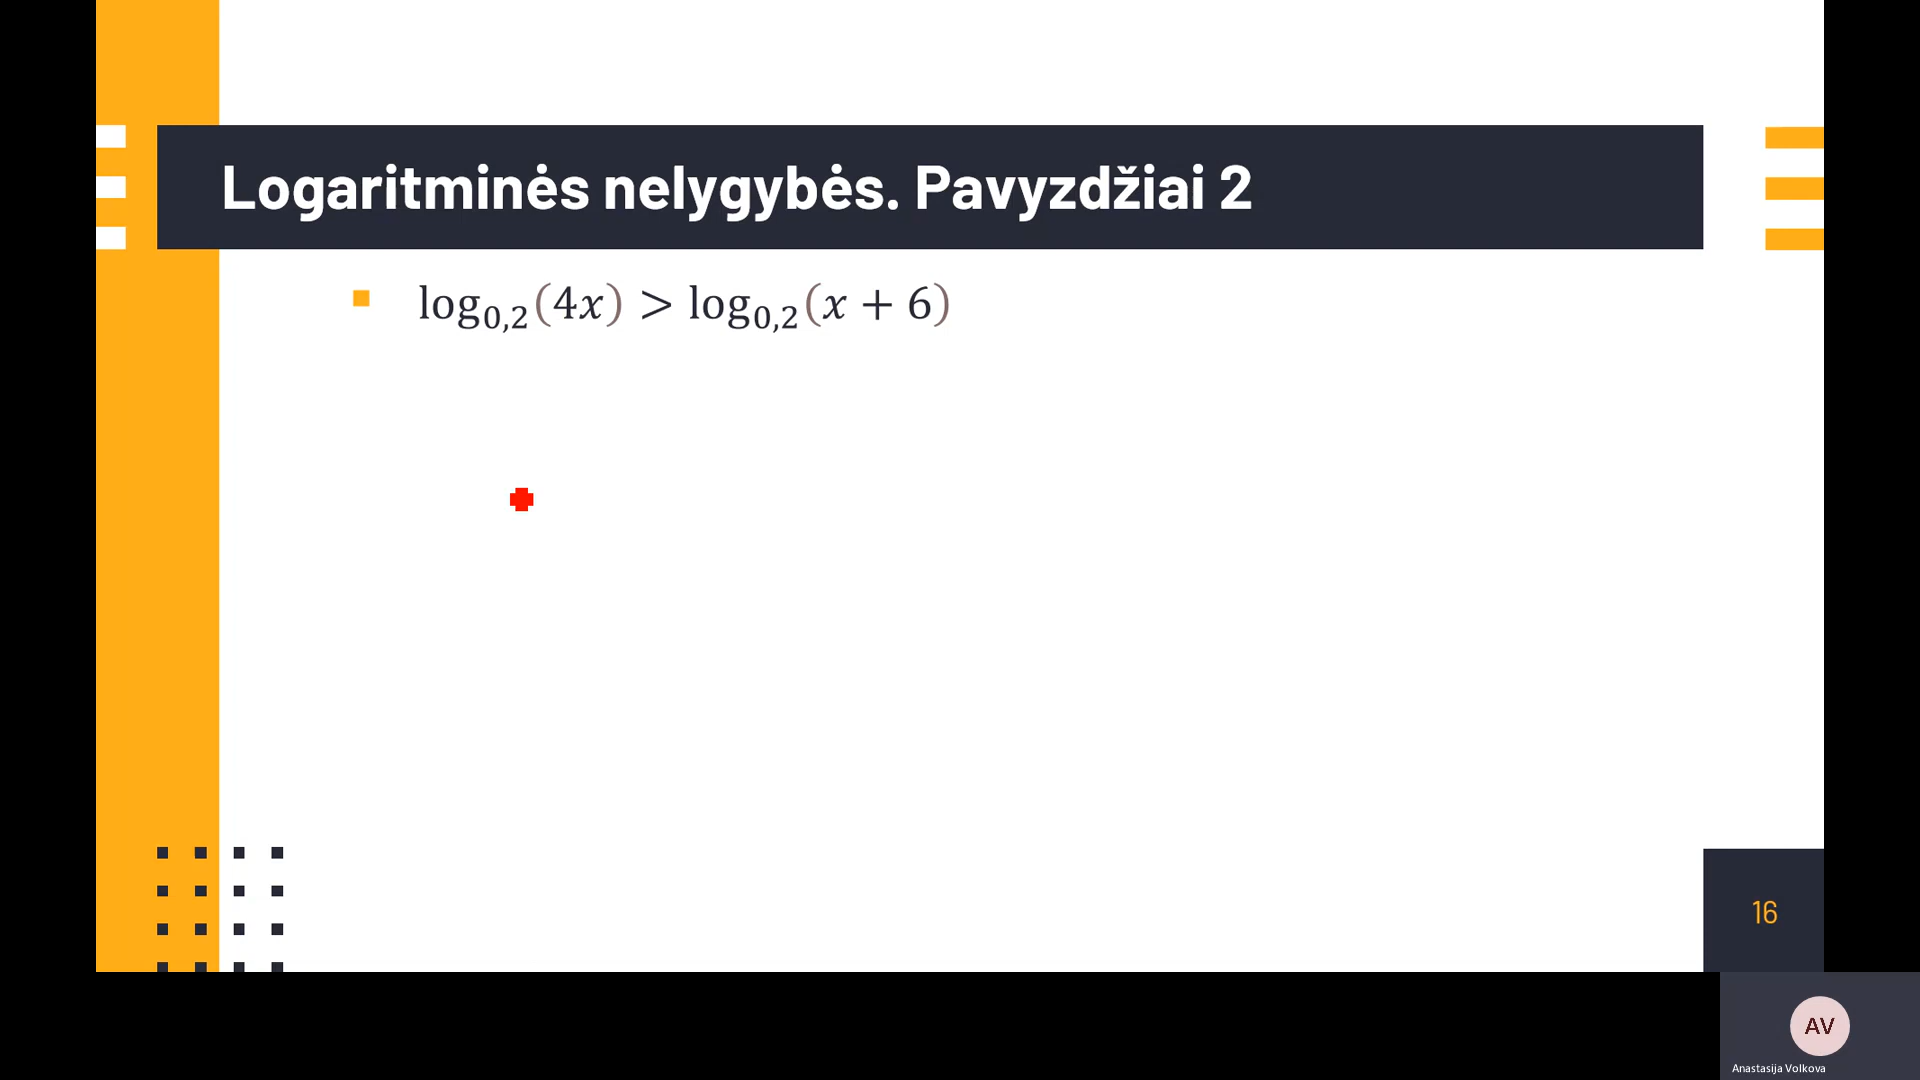 Logaritminės nelygybės. Pavyzdžiai 2
log₀,₂(4𝑥) > log₀,₂(𝑥 + 6)
16
AV
Anastasija Volkova